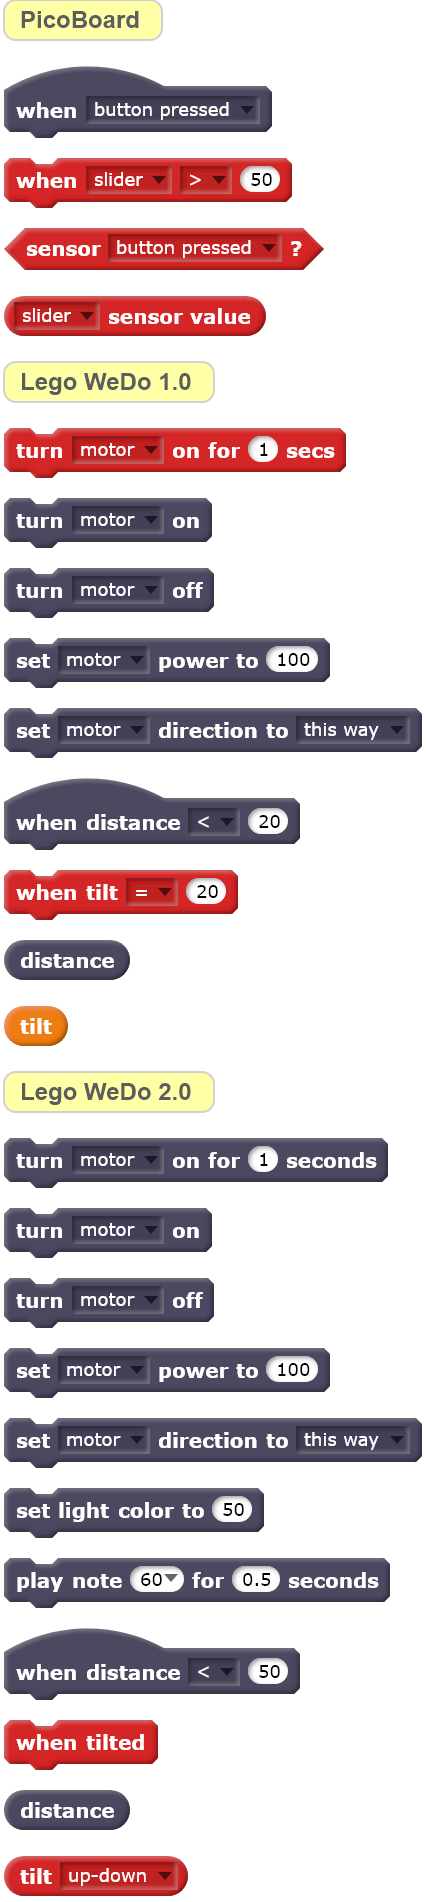 PicoBoard
when button pressed
when slider > 50
sensor button pressed ?
slider sensor value
Lego WeDo 1.0
turn motor on for 1 secs
turn motor on
turn motor off
set motor power to 100
set motor direction to this way
when distance < 20
when tilt = 20
distance
tilt
Lego WeDo 2.0
turn motor on for 1 seconds
turn motor on
turn motor off
set motor power to 100
set motor direction to this way
set light color to 50
play note 60 for 0.5 seconds
when distance < 50
when tilted
distance
tilt up-down